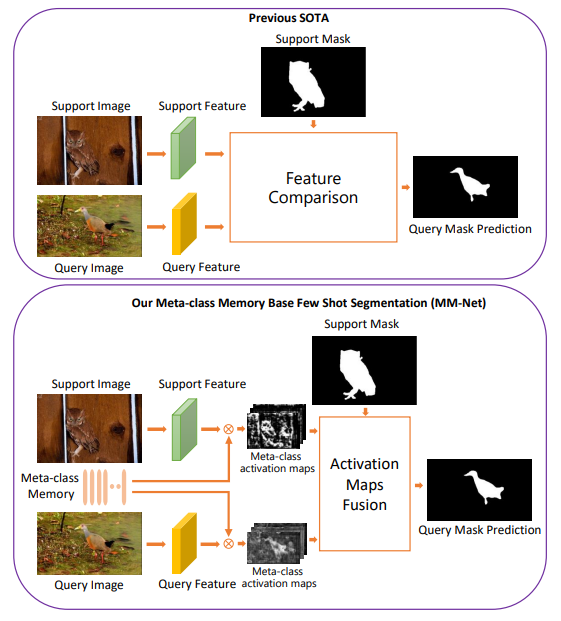 Previous SOTA
Support Mask
Support Image
Support Feature
Feature
Comparison
Query Mask Prediction
Query Image
Query Feature
Our Meta-class Memory Base Few Shot Segmentation (MM-Net)
Support Mask
Support Image
Support Feature
Meta-class
activation maps
Meta-class
Memory
Activation
Maps
Fusion
Query Mask Prediction
Query Image
Query Feature
Meta-class
activation maps